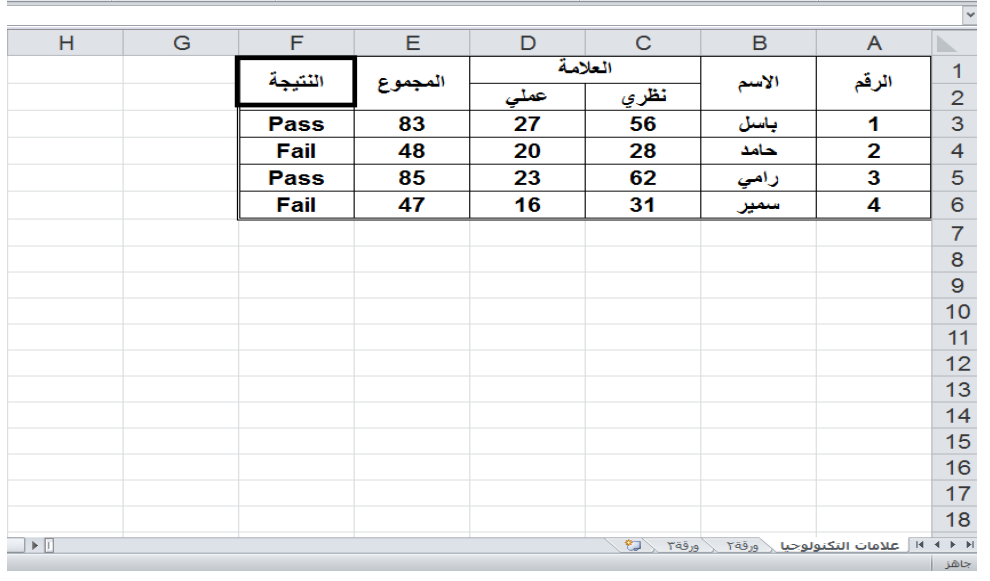 A B C D E F G H
1 الرقم الاسم العلامة المجموع النتيجة
2 نظري عملي
3 1 باسل 56 27 83 Pass
4 2 حامد 28 20 48 Fail
5 3 رامي 62 23 85 Pass
6 4 سمير 31 16 47 Fail
7
8
9
10
11
12
13
14
15
16
17
18
علامات التكنولوجيا ورقة٢ ورقة٣
جاهز